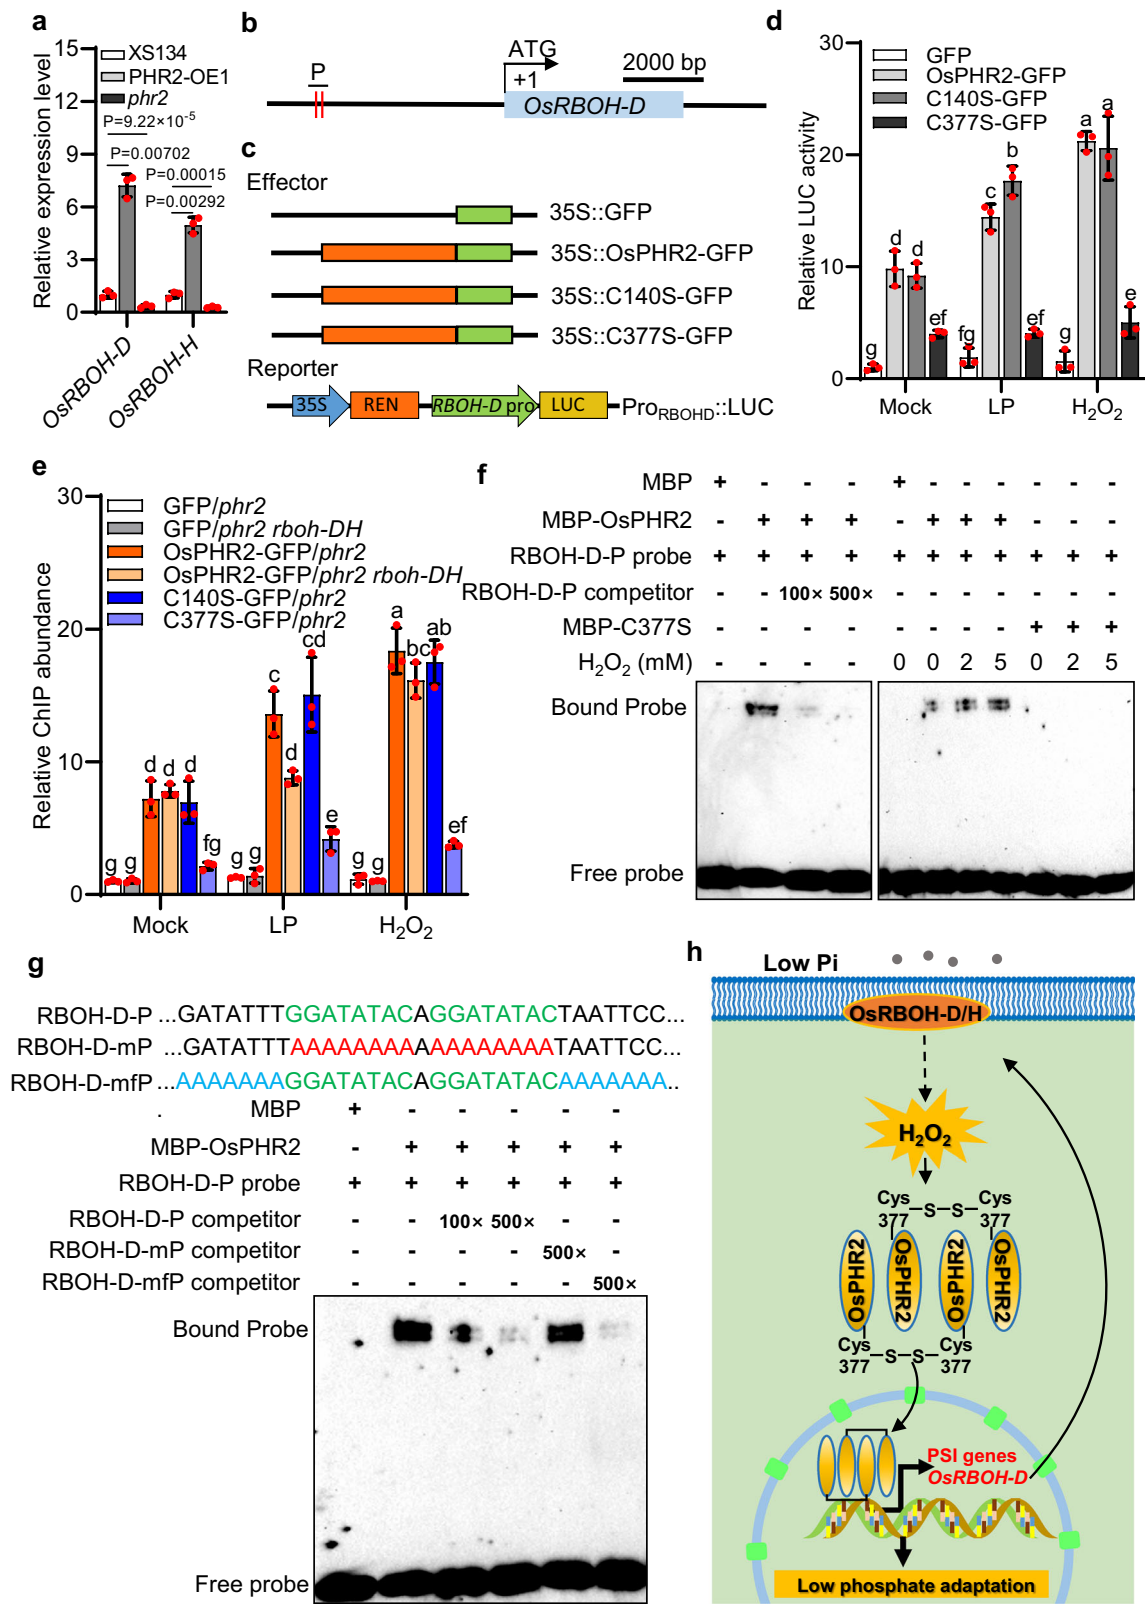 a
XS134
PHR2-OE1
phr2
P=9.22×10⁻⁵
P=0.00702
P=0.00015
P=0.00292
Relative expression level
15
12
9
6
3
0
OsRBOH-D
OsRBOH-H
b
P
ATG
+1
2000 bp
OsRBOH-D
c
Effector
35S::GFP
35S::OsPHR2-GFP
35S::C140S-GFP
35S::C377S-GFP
Reporter
35S REN RBOH-D pro LUC Pro_RBOHD::LUC
d
GFP
OsPHR2-GFP
C140S-GFP
C377S-GFP
Relative LUC activity
30
20
10
0
g d d ef
fg c b ef
g a a e
Mock LP H₂O₂
e
GFP/phr2
GFP/phr2 rboh-DH
OsPHR2-GFP/phr2
OsPHR2-GFP/phr2 rboh-DH
C140S-GFP/phr2
C377S-GFP/phr2
Relative ChIP abundance
30
20
10
0
g g d d d fg
g g c d cd e
g g a bc ab ef
Mock LP H₂O₂
f
MBP + - - - + - - - - - -
MBP-OsPHR2 - + + + - + + + - - -
RBOH-D-P probe + + + + + + + + + + +
RBOH-D-P competitor - - 100× 500× - - - - - - -
MBP-C377S - - - - - - - - + + +
H₂O₂ (mM) - - - - 0 0 2 5 0 2 5
Bound Probe
Free probe
g
RBOH-D-P ...GATATTTGGATATACAGGATATACTAATTCC...
RBOH-D-mP ...GATATTTAAAAAAAAAAAAAAAAATAATTCC...
RBOH-D-mfP ...AAAAAAAGGATATACAGGATATACAAAAAAA..
.
MBP + - - - - -
MBP-OsPHR2 - + + + + +
RBOH-D-P probe + + + + + +
RBOH-D-P competitor - - 100× 500× - -
RBOH-D-mP competitor - - - - 500× -
RBOH-D-mfP competitor - - - - - 500×
Bound Probe
Free probe
h
Low Pi
OsRBOH-D/H
H₂O₂
Cys 377 S–S Cys 377
OsPHR2 OsPHR2 OsPHR2 OsPHR2
Cys 377 S–S Cys 377
PSI genes
OsRBOH-D
Low phosphate adaptation